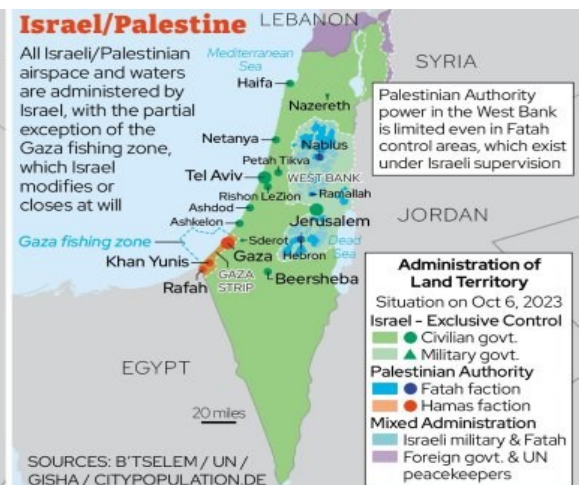 Israel/Palestine
All Israeli/Palestinian
airspace and waters
are administered by
Israel, with the partial
exception of the
Gaza fishing zone,
which Israel
modifies or
closes at will
LEBANON
Mediterranean
Sea
SYRIA
Haifa
Nazereth
Palestinian Authority
power in the West Bank
is limited even in Fatah
control areas, which exist
under Israeli supervision
Netanya
Nablus
Petah Tikva
Tel Aviv
WEST BANK
Rishon LeZion
Ramallah
Ashdod
Jerusalem
Ashkelon
JORDAN
Gaza fishing zone
Sderot
Dead
Sea
Gaza
Hebron
Khan Yunis
GAZA
STRIP
Rafah
Beersheba
EGYPT
20 miles
Administration of
Land Territory
Situation on Oct 6, 2023
Israel - Exclusive Control
Civilian govt.
Military govt.
Palestinian Authority
Fatah faction
Hamas faction
Mixed Administration
Israeli military & Fatah
Foreign govt. & UN
peacekeepers
SOURCES: B'TSELEM / UN /
GISHA / CITYPOPULATION.DE